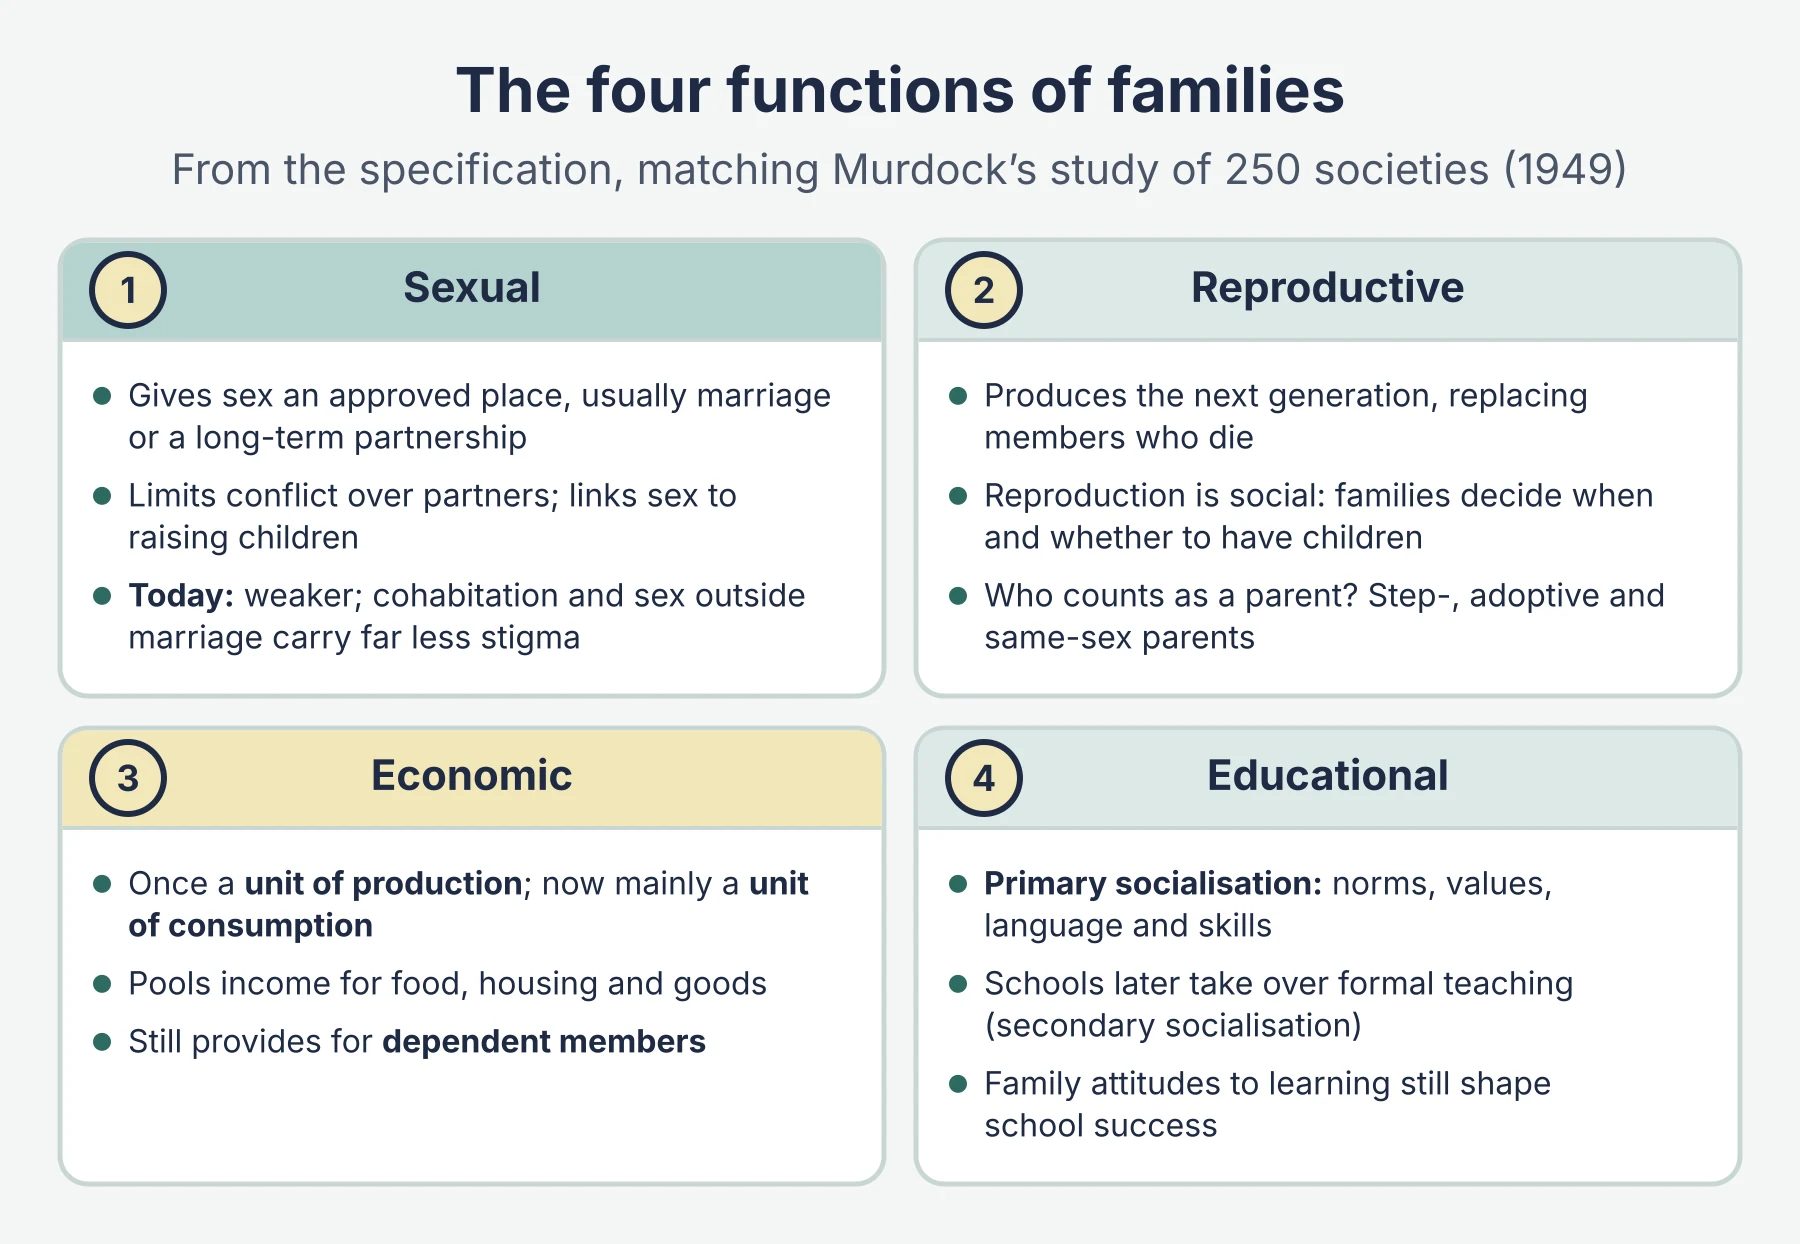 The four functions of families
From the specification, matching Murdock’s study of 250 societies (1949)
1
Sexual
Gives sex an approved place, usually marriage
or a long-term partnership
Limits conflict over partners; links sex to
raising children
Today: weaker; cohabitation and sex outside
marriage carry far less stigma
2
Reproductive
Produces the next generation, replacing
members who die
Reproduction is social: families decide when
and whether to have children
Who counts as a parent? Step-, adoptive and
same-sex parents
3
Economic
Once a unit of production; now mainly a unit
of consumption
Pools income for food, housing and goods
Still provides for dependent members
4
Educational
Primary socialisation: norms, values,
language and skills
Schools later take over formal teaching
(secondary socialisation)
Family attitudes to learning still shape
school success